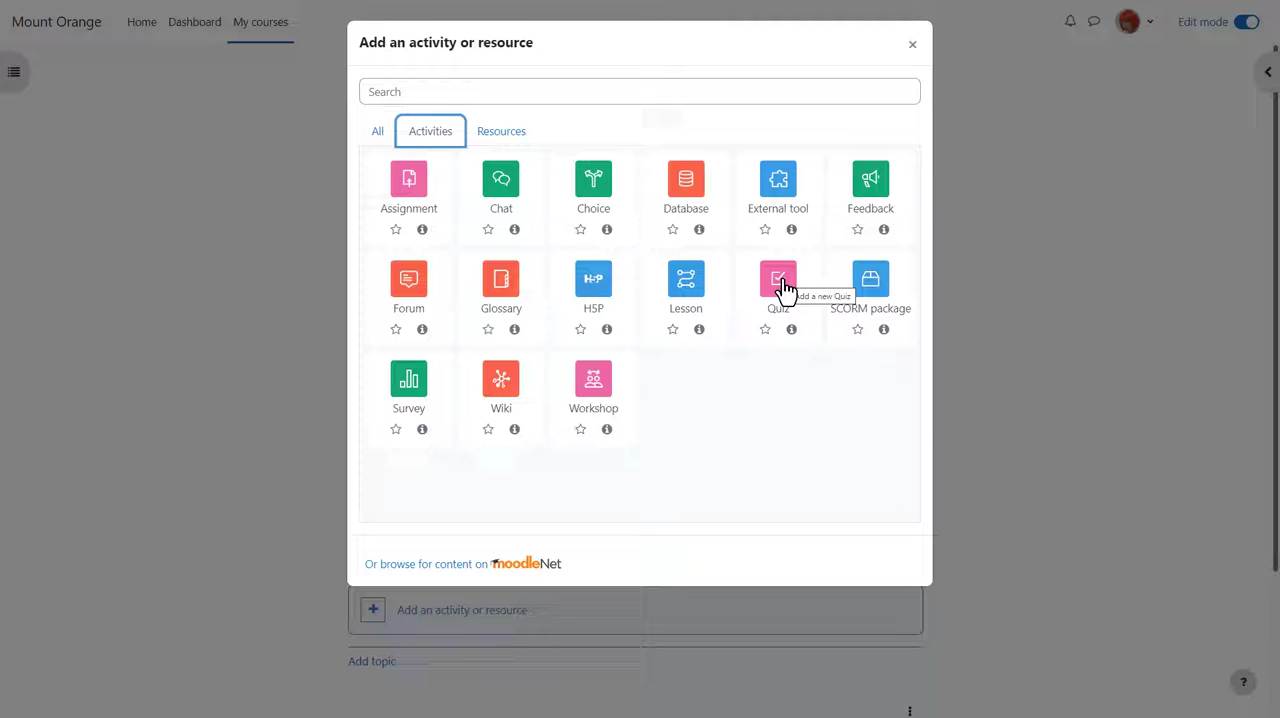 Mount Orange Home Dashboard My courses Edit mode
Add an activity or resource ×
Search
All Activities Resources
Assignment Chat Choice Database External tool Feedback
Add a new Quiz
Forum Glossary H5P Lesson Quiz SCORM package
Survey Wiki Workshop
Or browse for content on moodleNet
+ Add an activity or resource
Add topic
?